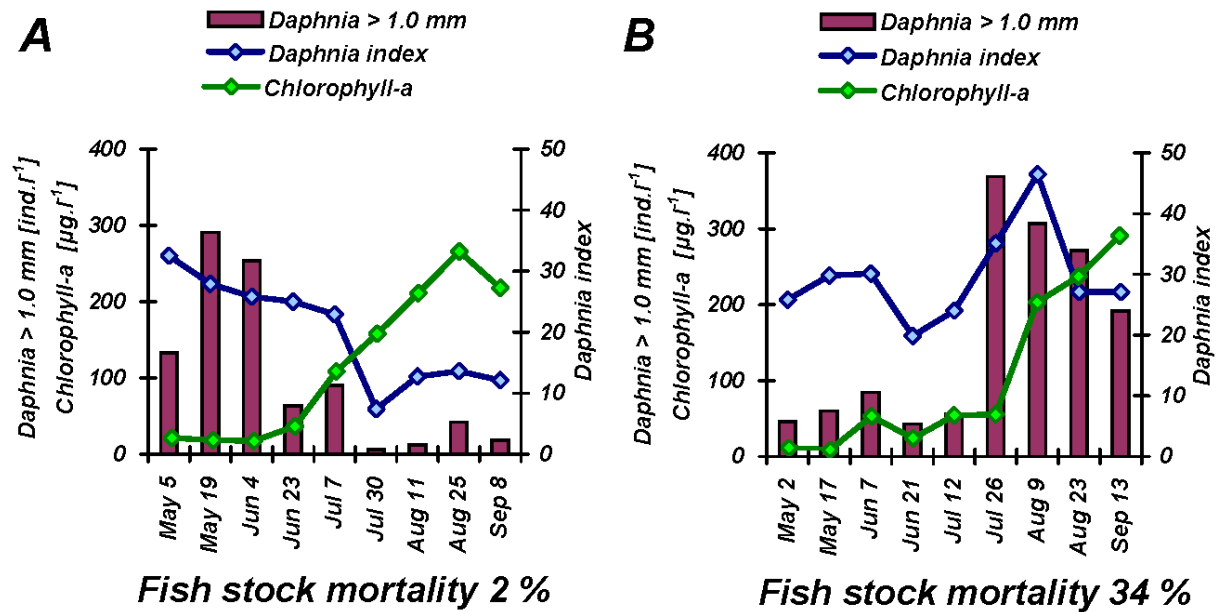 A
Daphnia > 1.0 mm
Daphnia index
Chlorophyll-a
Daphnia > 1.0 mm [ind.l⁻¹]
Chlorophyll-a [µg.l⁻¹]
400
300
200
100
0
50
40
30
20
10
0
Daphnia index
May 5
May 19
Jun 4
Jun 23
Jul 7
Jul 30
Aug 11
Aug 25
Sep 8
Fish stock mortality 2 %
B
Daphnia > 1.0 mm
Daphnia index
Chlorophyll-a
Daphnia > 1.0 mm [ind.l⁻¹]
Chlorophyll-a [µg.l⁻¹]
400
300
200
100
0
50
40
30
20
10
0
Daphnia index
May 2
May 17
Jun 7
Jun 21
Jul 12
Jul 26
Aug 9
Aug 23
Sep 13
Fish stock mortality 34 %